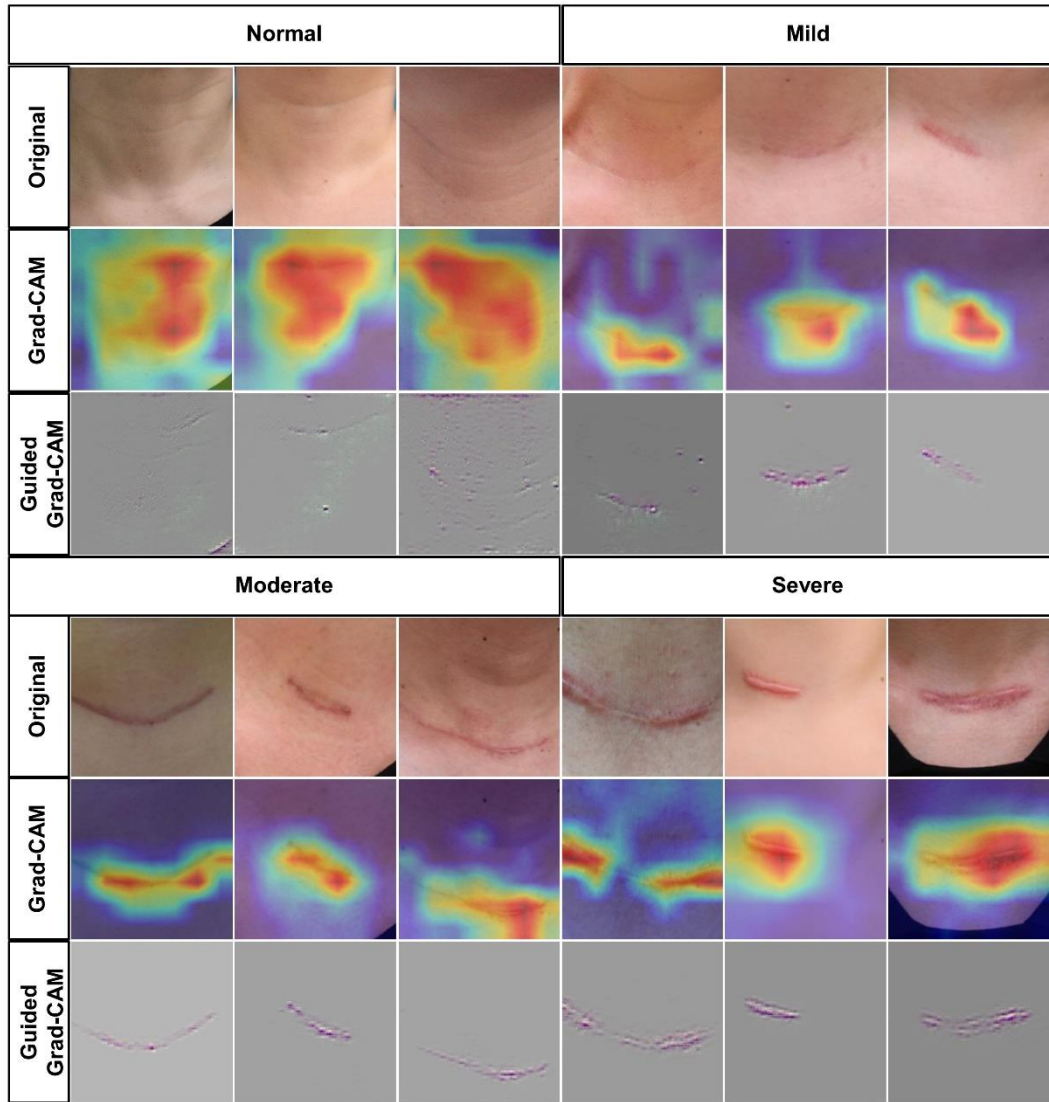 Normal
Mild
Original
Grad-CAM
Guided
Grad-CAM
Moderate
Severe
Original
Grad-CAM
Guided
Grad-CAM